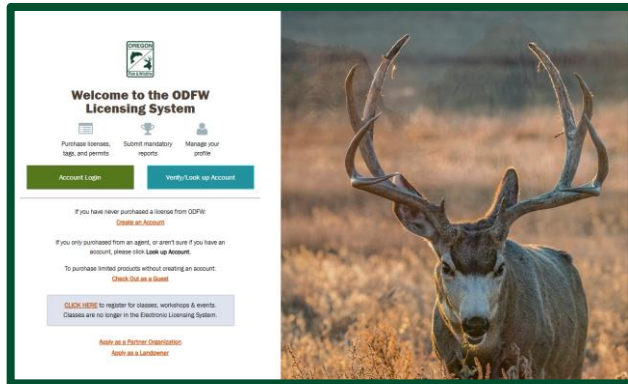 OREGON
Fish & Wildlife
Welcome to the ODFW
Licensing System
Purchase licenses,
tags, and permits
Submit mandatory
reports
Manage your
profile
Account Login
Verify/Look up Account
If you have never purchased a license from ODFW:
Create an Account
If you only purchased from an agent, or aren't sure if you have an
account, please click Look up Account.
To purchase limited products without creating an account:
Check Out as a Guest
CLICK HERE to register for classes, workshops & events.
Classes are no longer in the Electronic Licensing System.
Apply as a Partner Organization
Apply as a Landowner